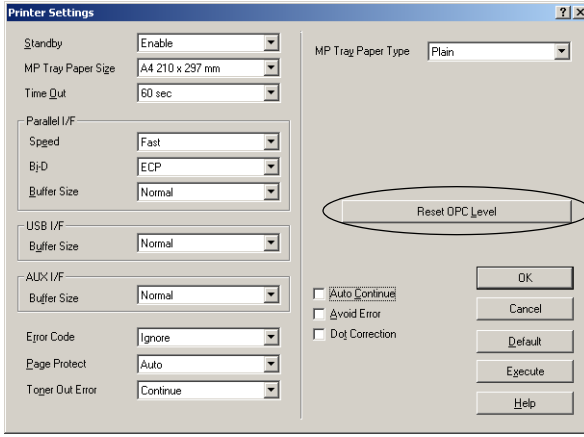 Printer Settings
Standby Enable
MP Tray Paper Size A4 210 x 297 mm
Time Out 60 sec
Parallel I/F
Speed Fast
Bi-D ECP
Buffer Size Normal
USB I/F
Buffer Size Normal
AUX I/F
Buffer Size Normal
Error Code Ignore
Page Protect Auto
Toner Out Error Continue
MP Tray Paper Type Plain
Reset OPC Level
Auto Continue
Avoid Error
Dot Correction
OK
Cancel
Default
Execute
Help